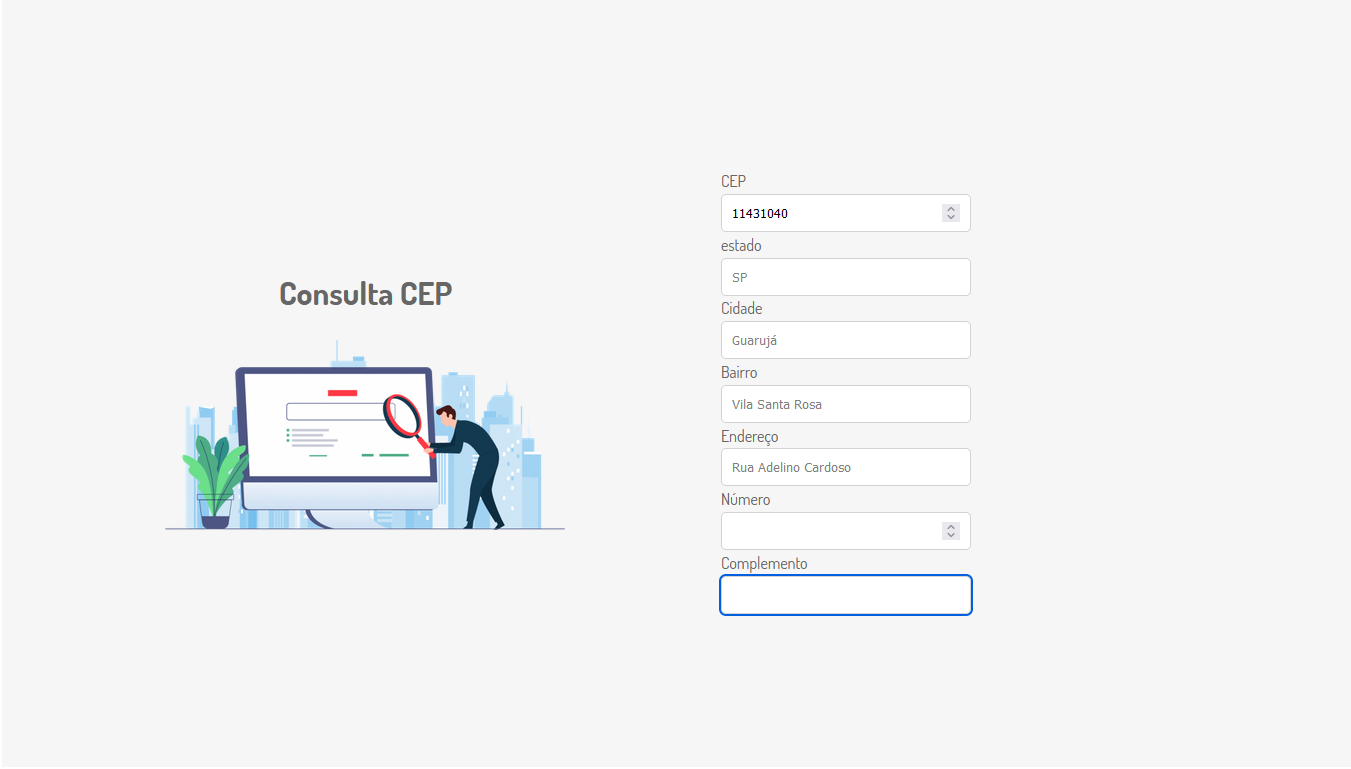 Consulta CEP
CEP
11431040
estado
SP
Cidade
Guarujá
Bairro
Vila Santa Rosa
Endereço
Rua Adelino Cardoso
Número
Complemento